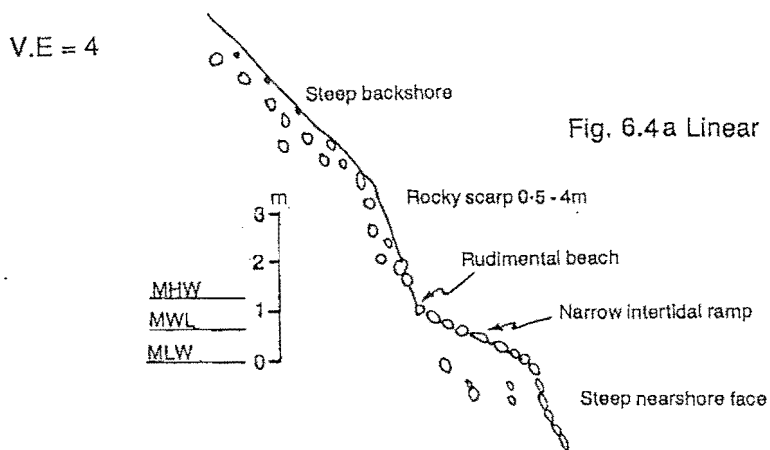 V.E = 4
Steep backshore
Fig. 6.4a Linear
m
Rocky scarp 0·5 - 4m
3
2
Rudimental beach
MHW
1
Narrow intertidal ramp
MWL
MLW
0
Steep nearshore face